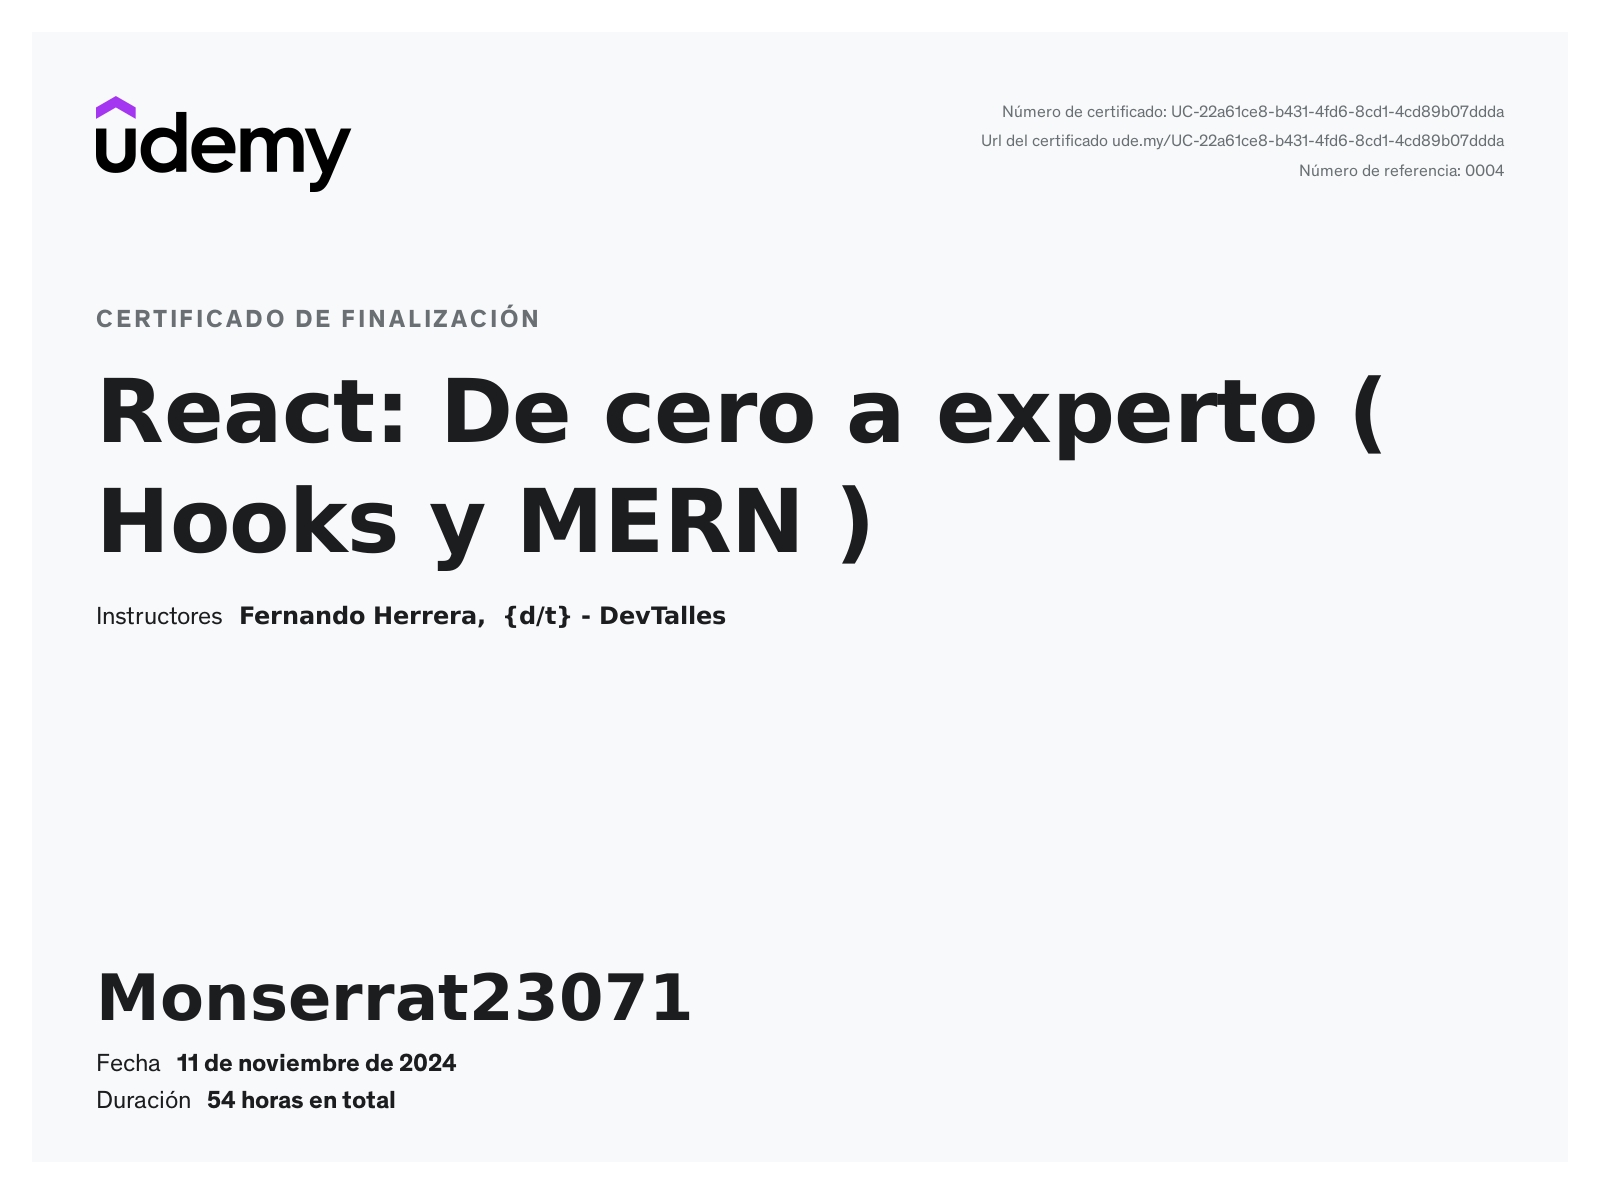 udemy
Número de certificado: UC-22a61ce8-b431-4fd6-8cd1-4cd89b07ddda
Url del certificado ude.my/UC-22a61ce8-b431-4fd6-8cd1-4cd89b07ddda
Número de referencia: 0004
CERTIFICADO DE FINALIZACIÓN
React: De cero a experto (
Hooks y MERN )
Instructores Fernando Herrera, {d/t} - DevTalles
Monserrat23071
Fecha 11 de noviembre de 2024
Duración 54 horas en total